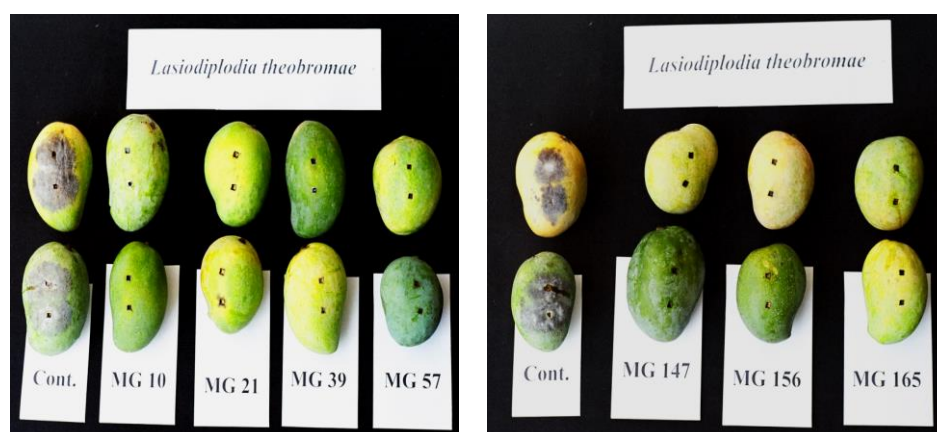 Lasiodiplodia theobromae
Cont.
MG 10
MG 21
MG 39
MG 57
Lasiodiplodia theobromae
Cont.
MG 147
MG 156
MG 165